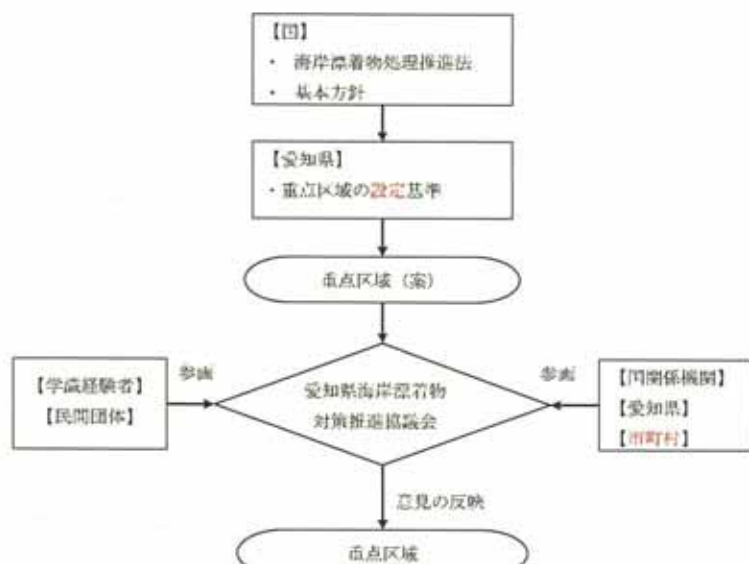 【国】
・ 海岸漂着物処理推進法
・ 基本方針
【愛知県】
・重点区域の設定基準
重点区域（案）
【学識経験者】
【民間団体】
参画
愛知県海岸漂着物
対策推進協議会
参画
【国関係機関】
【愛知県】
【市町村】
意見の反映
重点区域